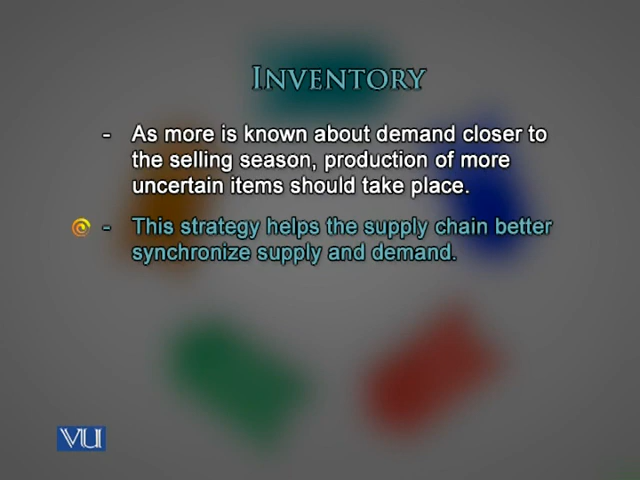 INVENTORY
- As more is known about demand closer to
the selling season, production of more
uncertain items should take place.
- This strategy helps the supply chain better
synchronize supply and demand.
VU